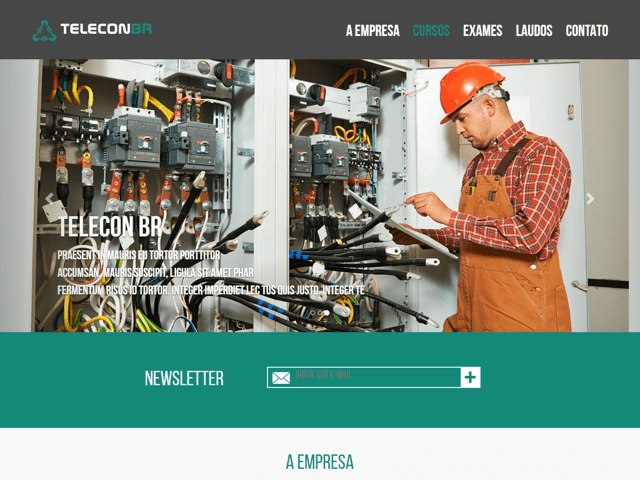 TELECONBR
A EMPRESA CURSOS EXAMES LAUDOS CONTATO
TELECON BR
PRAESENT IN MAURIS EU TORTOR PORTTITOR
ACCUMSAN. MAURIS SUSCIPIT, LIGULA SIT AMET PHAR
FERMENTUM RISUS ID TORTOR. INTEGER IMPERDIET LEC TUS QUIS JUSTO. INTEGER TE
NEWSLETTER
DIGITE SEU E-MAIL
A EMPRESA